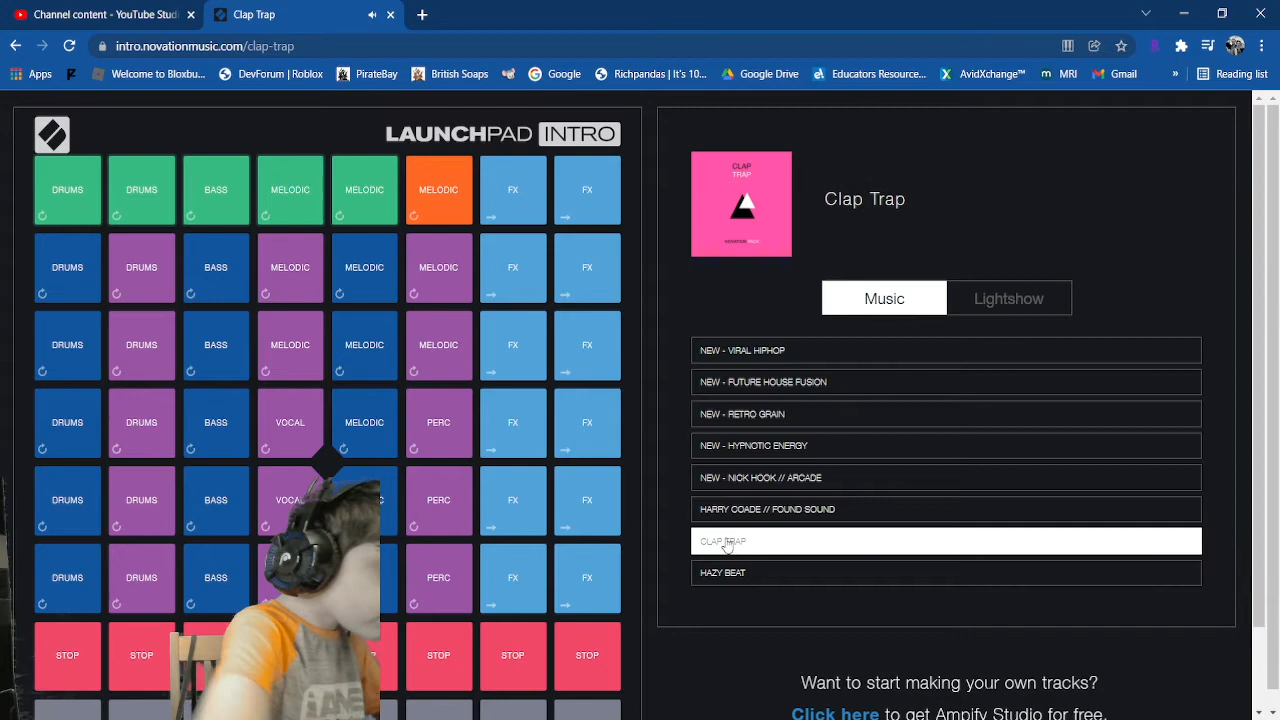 Channel content - YouTube Studi
Clap Trap
intro.novationmusic.com/clap-trap
Apps
Welcome to Bloxbu...
DevForum | Roblox
PirateBay
British Soaps
Google
Richpandas | It's 10...
Google Drive
Educators Resource...
AvidXchange™
MRI
Gmail
»
Reading list
LAUNCHPAD INTRO
DRUMS DRUMS BASS MELODIC MELODIC MELODIC FX FX
DRUMS DRUMS BASS MELODIC MELODIC MELODIC FX FX
DRUMS DRUMS BASS MELODIC MELODIC MELODIC FX FX
DRUMS DRUMS BASS VOCAL MELODIC PERC FX FX
DRUMS DRUMS BASS VOCA PERC FX FX
DRUMS DRUMS BASS PERC FX FX
STOP STOP STOP STOP STOP
CLAP
TRAP
NOVATION PACK
Clap Trap
Music Lightshow
NEW - VIRAL HIPHOP
NEW - FUTURE HOUSE FUSION
NEW - RETRO GRAIN
NEW - HYPNOTIC ENERGY
NEW - NICK HOOK // ARCADE
HARRY COADE // FOUND SOUND
CLAP TRAP
HAZY BEAT
Want to start making your own tracks?
Click here to get Ampify Studio for free.